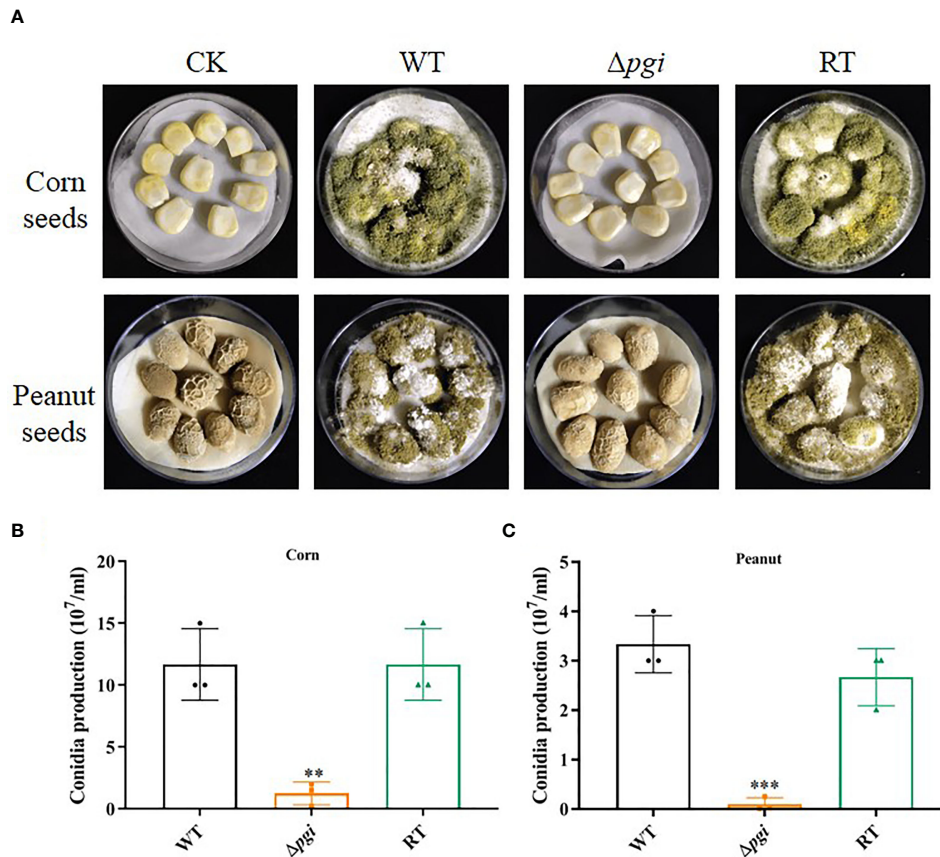 A
CK WT Δpgi RT
Corn
seeds
Peanut
seeds
B
Corn
Conidia production (10⁷/ml)
20
15
10
5
0
**
WT Δpgi RT
C
Peanut
Conidia production (10⁷/ml)
5
4
3
2
1
0
***
WT Δpgi RT